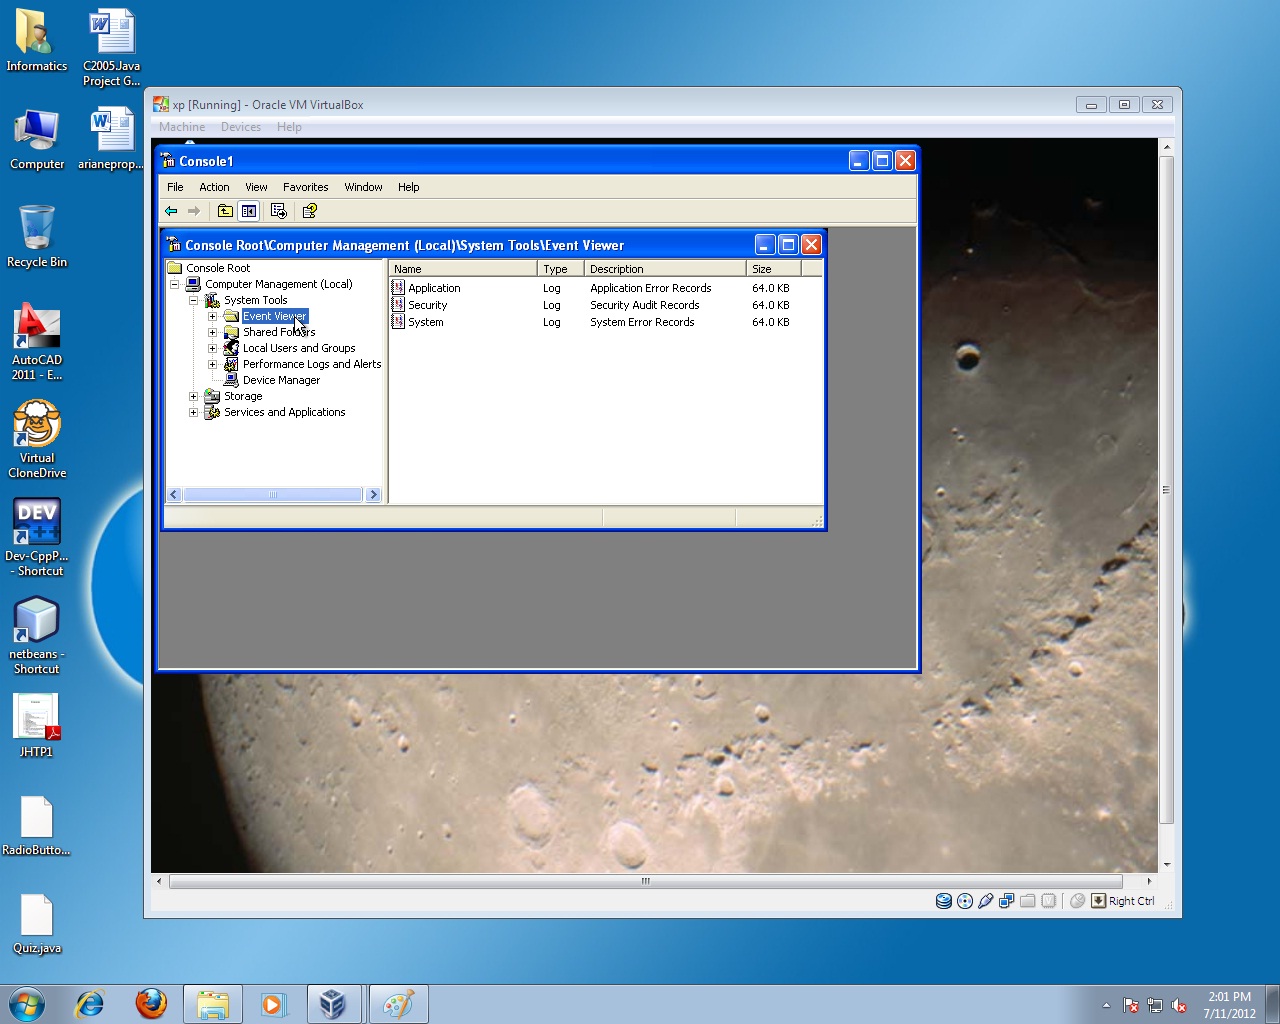 Informatics
C2005.Java
Project G...
Computer
arianeprop...
Recycle Bin
AutoCAD
2011 - E...
Virtual
CloneDrive
DEV
C++
Dev-CppP...
- Shortcut
netbeans -
Shortcut
JHTP1
RadioButto...
Quiz.java
xp [Running] - Oracle VM VirtualBox
Machine Devices Help
Console1
File Action View Favorites Window Help
Console Root\Computer Management (Local)\System Tools\Event Viewer
Console Root
Computer Management (Local)
System Tools
Event Viewer
Shared Folders
Local Users and Groups
Performance Logs and Alerts
Device Manager
Storage
Services and Applications
Name Type Description Size
Application Log Application Error Records 64.0 KB
Security Log Security Audit Records 64.0 KB
System Log System Error Records 64.0 KB
Right Ctrl
2:01 PM
7/11/2012